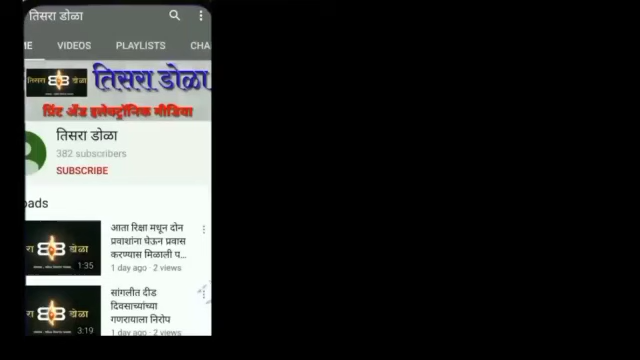 तिसरा डोळा
ME VIDEOS PLAYLISTS CHA
तिसरा डोळा
तिसरा डोळा
प्रिंट अँड इलेक्ट्रॉनिक मीडिया
तिसरा डोळा
382 subscribers
SUBSCRIBE
oads
आता रिक्षा मधून दोन
प्रवाशांना घेऊन प्रवास
करण्यास मिळाली प...
1 day ago · 2 views
रा डोळा
1:35
सांगलीत दीड
दिवसाच्यांच्या
गणरायाला निरोप
1 day ago · 2 views
रा डोळा
3:19